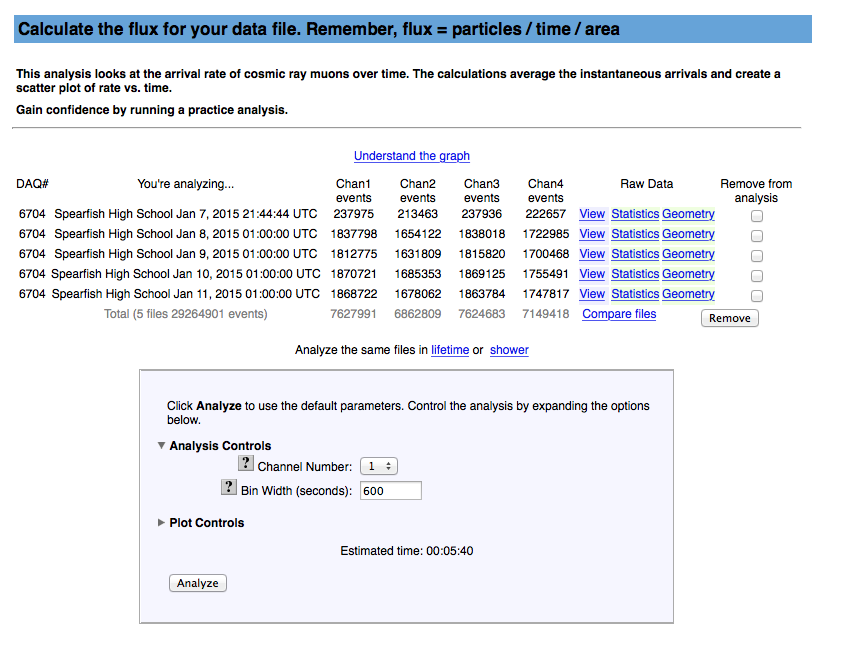 Calculate the flux for your data file. Remember, flux = particles / time / area
This analysis looks at the arrival rate of cosmic ray muons over time. The calculations average the instantaneous arrivals and create a
scatter plot of rate vs. time.
Gain confidence by running a practice analysis.
Understand the graph
DAQ# You're analyzing... Chan1 Chan2 Chan3 Chan4 Raw Data Remove from
events events events events analysis
6704 Spearfish High School Jan 7, 2015 21:44:44 UTC 237975 213463 237936 222657 View Statistics Geometry
6704 Spearfish High School Jan 8, 2015 01:00:00 UTC 1837798 1654122 1838018 1722985 View Statistics Geometry
6704 Spearfish High School Jan 9, 2015 01:00:00 UTC 1812775 1631809 1815820 1700468 View Statistics Geometry
6704 Spearfish High School Jan 10, 2015 01:00:00 UTC 1870721 1685353 1869125 1755491 View Statistics Geometry
6704 Spearfish High School Jan 11, 2015 01:00:00 UTC 1868722 1678062 1863784 1747817 View Statistics Geometry
Total (5 files 29264901 events) 7627991 6862809 7624683 7149418 Compare files Remove
Analyze the same files in lifetime or shower
Click Analyze to use the default parameters. Control the analysis by expanding the options
below.
Analysis Controls
? Channel Number: 1
? Bin Width (seconds): 600
Plot Controls
Estimated time: 00:05:40
Analyze